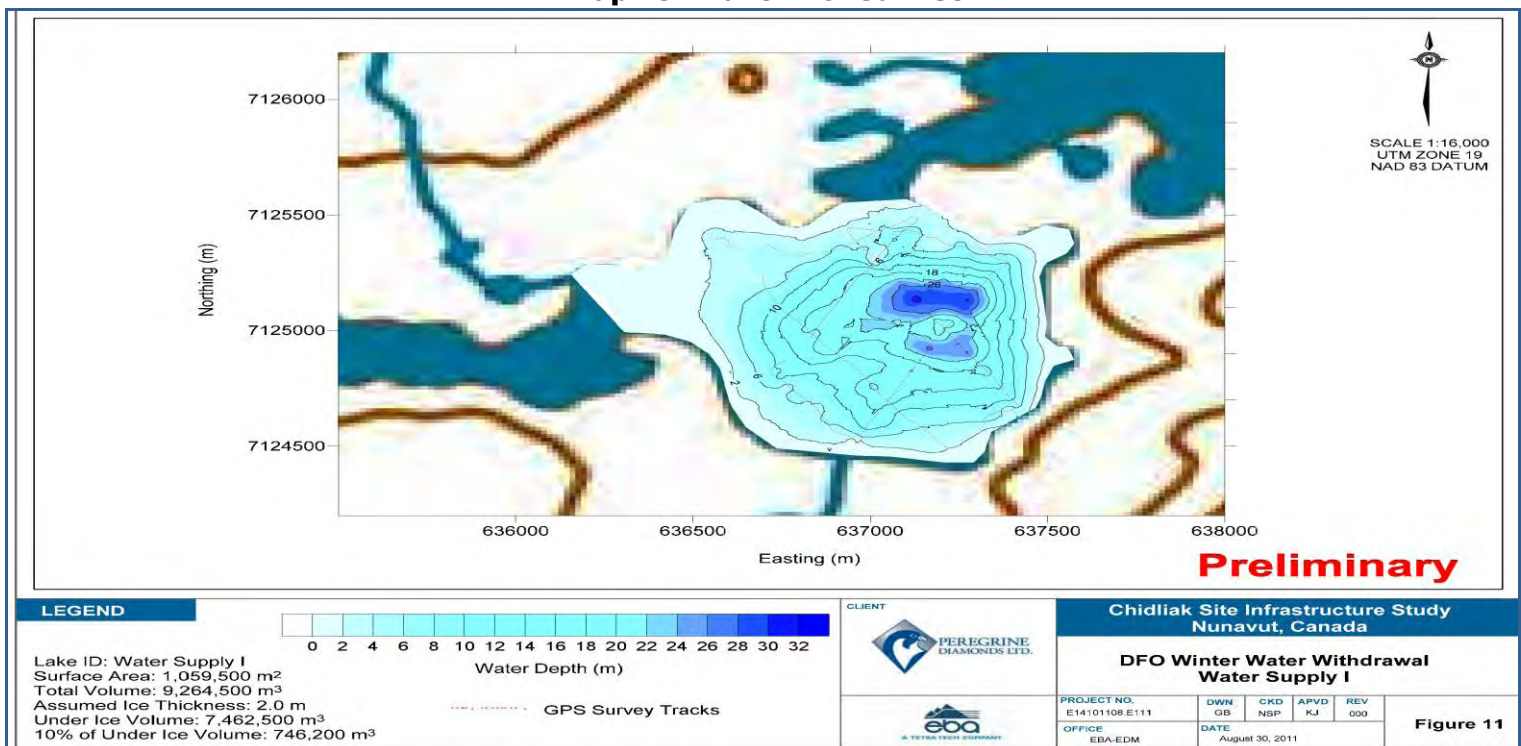 N
SCALE 1:16,000
UTM ZONE 19
NAD 83 DATUM
7126000
7125500
7125000
7124500
Northing (m)
18
26
6
10
6
2
636000 636500 637000 637500 638000
Easting (m)
Preliminary
LEGEND
0 2 4 6 8 10 12 14 16 18 20 22 24 26 28 30 32
Water Depth (m)
GPS Survey Tracks
Lake ID: Water Supply I
Surface Area: 1,059,500 m²
Total Volume: 9,264,500 m³
Assumed Ice Thickness: 2.0 m
Under Ice Volume: 7,462,500 m³
10% of Under Ice Volume: 746,200 m³
CLIENT
PEREGRINE
DIAMONDS LTD.
eba
A TETRA TECH COMPANY
Chidliak Site Infrastructure Study
Nunavut, Canada
DFO Winter Water Withdrawal
Water Supply I
PROJECT NO. DWN CKD APVD REV
E14101108.E111 GB NSP KJ 000
OFFICE DATE
EBA-EDM August 30, 2011
Figure 11